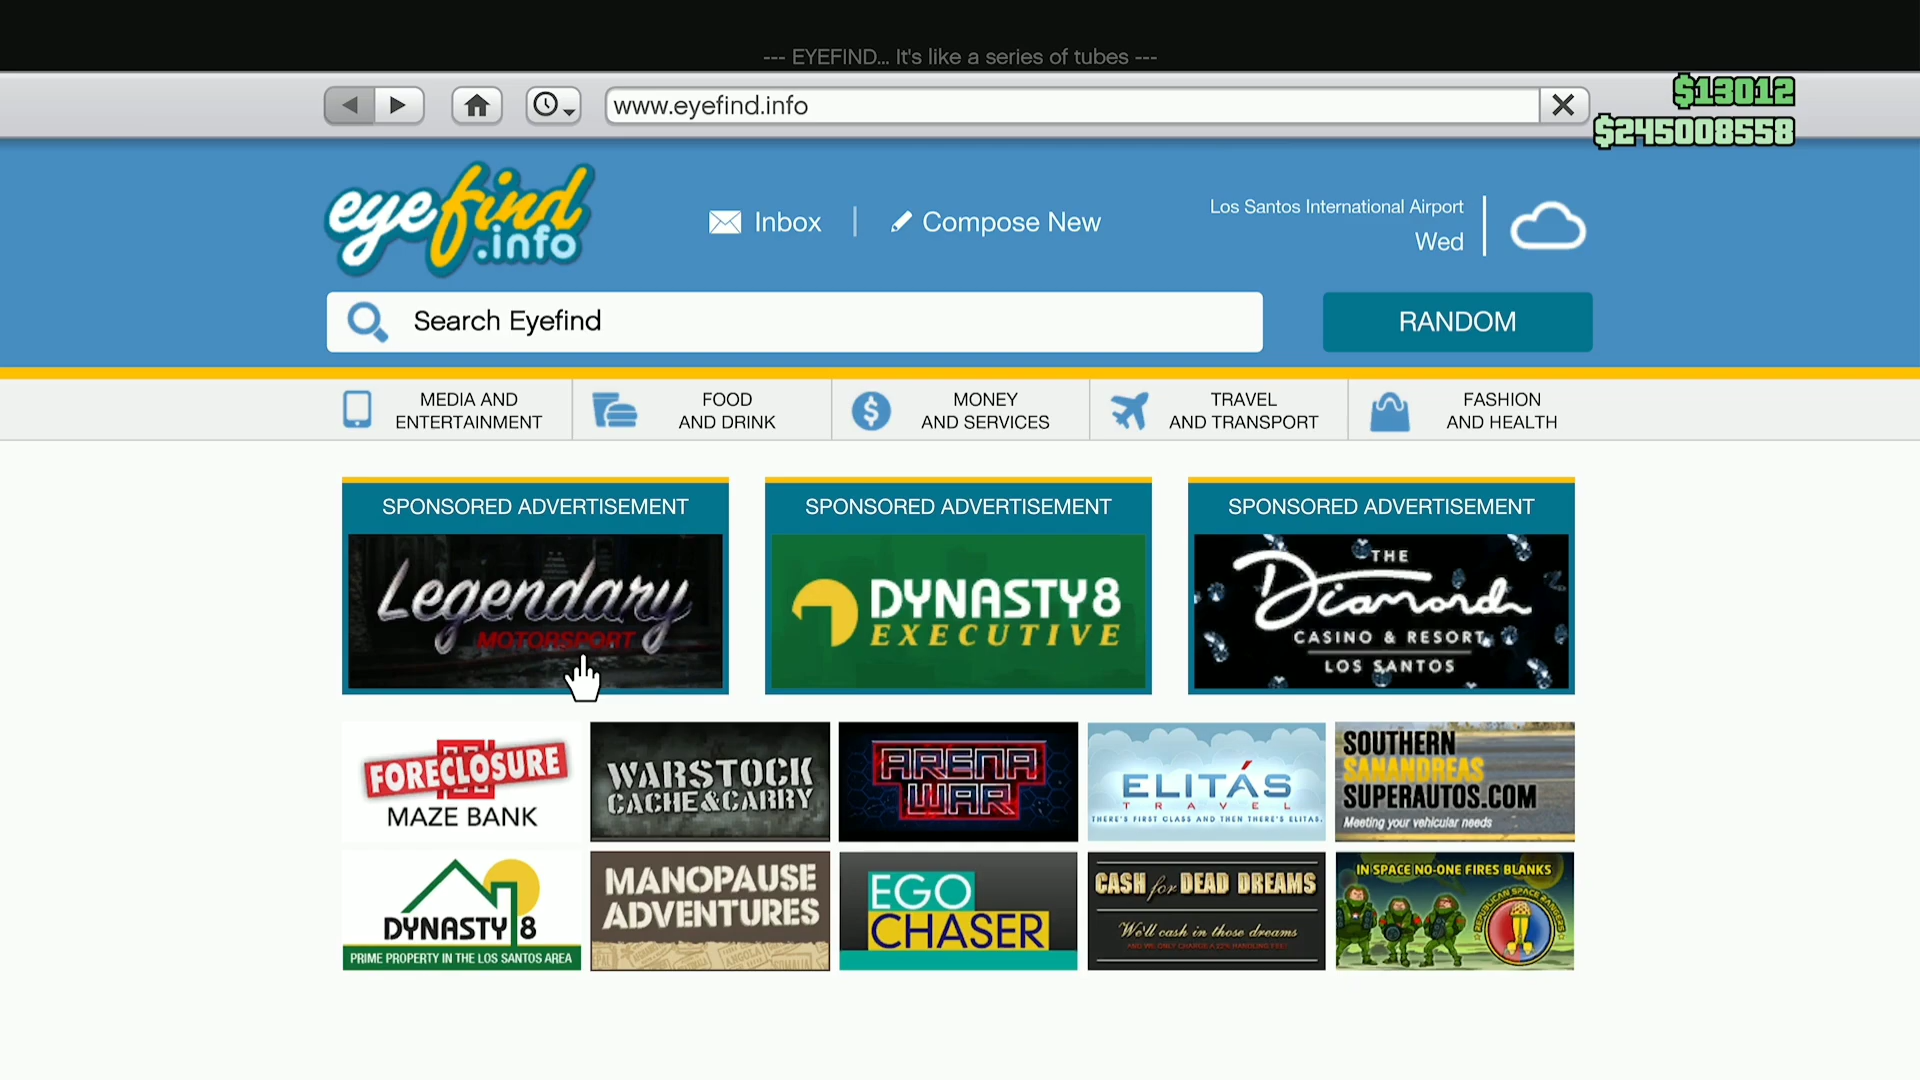 --- EYEFIND... It's like a series of tubes ---
www.eyefind.info
$13012
$245008558
eyefind
.info
Inbox
Compose New
Los Santos International Airport
Wed
Search Eyefind
RANDOM
MEDIA AND
ENTERTAINMENT
FOOD
AND DRINK
MONEY
AND SERVICES
TRAVEL
AND TRANSPORT
FASHION
AND HEALTH
SPONSORED ADVERTISEMENT
Legendary
MOTORSPORT
SPONSORED ADVERTISEMENT
DYNASTY8
EXECUTIVE
SPONSORED ADVERTISEMENT
THE
Diamond
CASINO & RESORT
LOS SANTOS
FORECLOSURE
MAZE BANK
WARSTOCK
CACHE&CARRY
ARENA
WAR
ELITÁS
TRAVEL
THERE'S FIRST CLASS AND THEN THERE'S ELITÁS.
SOUTHERN
SANANDREAS
SUPERAUTOS.COM
Meeting your vehicular needs
DYNASTY 8
PRIME PROPERTY IN THE LOS SANTOS AREA
MANOPAUSE
ADVENTURES
EGO
CHASER
CASH for DEAD DREAMS
We'll cash in those dreams
AND WE ONLY CHARGE A 22% HANDLING FEE!
IN SPACE NO-ONE FIRES BLANKS
REPUBLICAN SPACE RANGERS